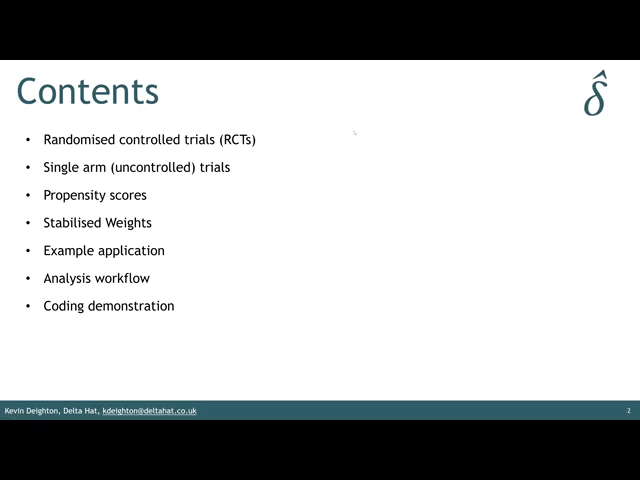 Contents
δ̂
• Randomised controlled trials (RCTs)
• Single arm (uncontrolled) trials
• Propensity scores
• Stabilised Weights
• Example application
• Analysis workflow
• Coding demonstration
Kevin Deighton, Delta Hat, kdeighton@deltahat.co.uk
2